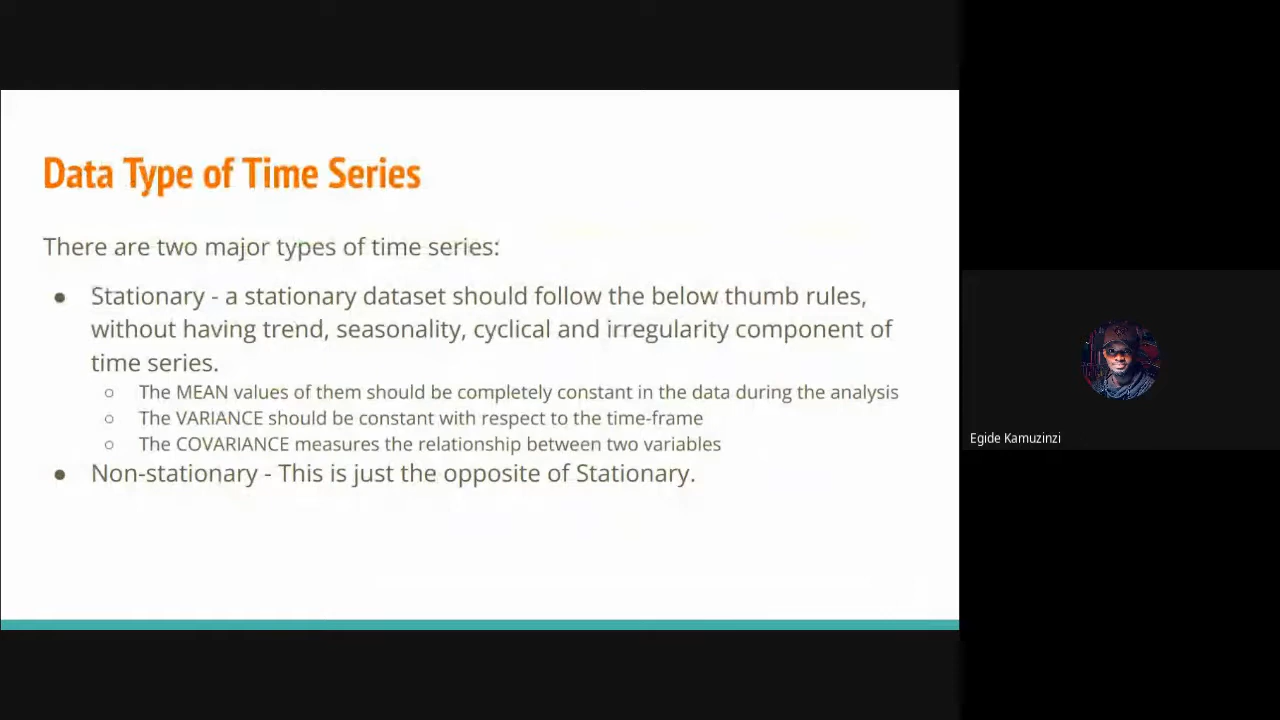 Data Type of Time Series
There are two major types of time series:
● Stationary - a stationary dataset should follow the below thumb rules,
without having trend, seasonality, cyclical and irregularity component of
time series.
○ The MEAN values of them should be completely constant in the data during the analysis
○ The VARIANCE should be constant with respect to the time-frame
○ The COVARIANCE measures the relationship between two variables
● Non-stationary - This is just the opposite of Stationary.
Egide Kamuzinzi